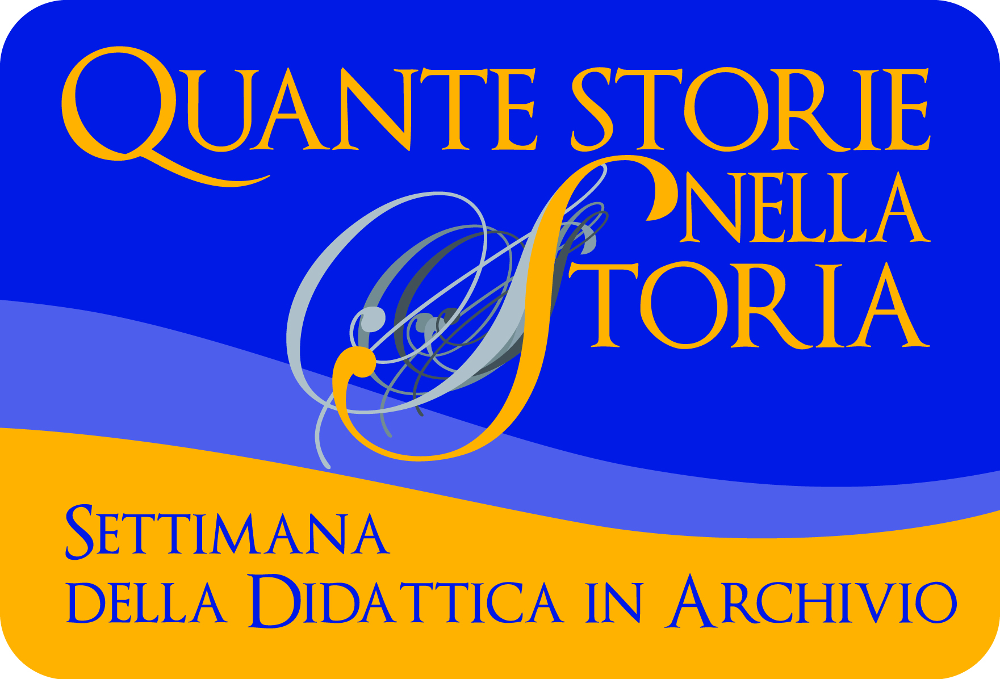 QUANTE STORIE
NELLA
STORIA
SETTIMANA
DELLA DIDATTICA IN ARCHIVIO